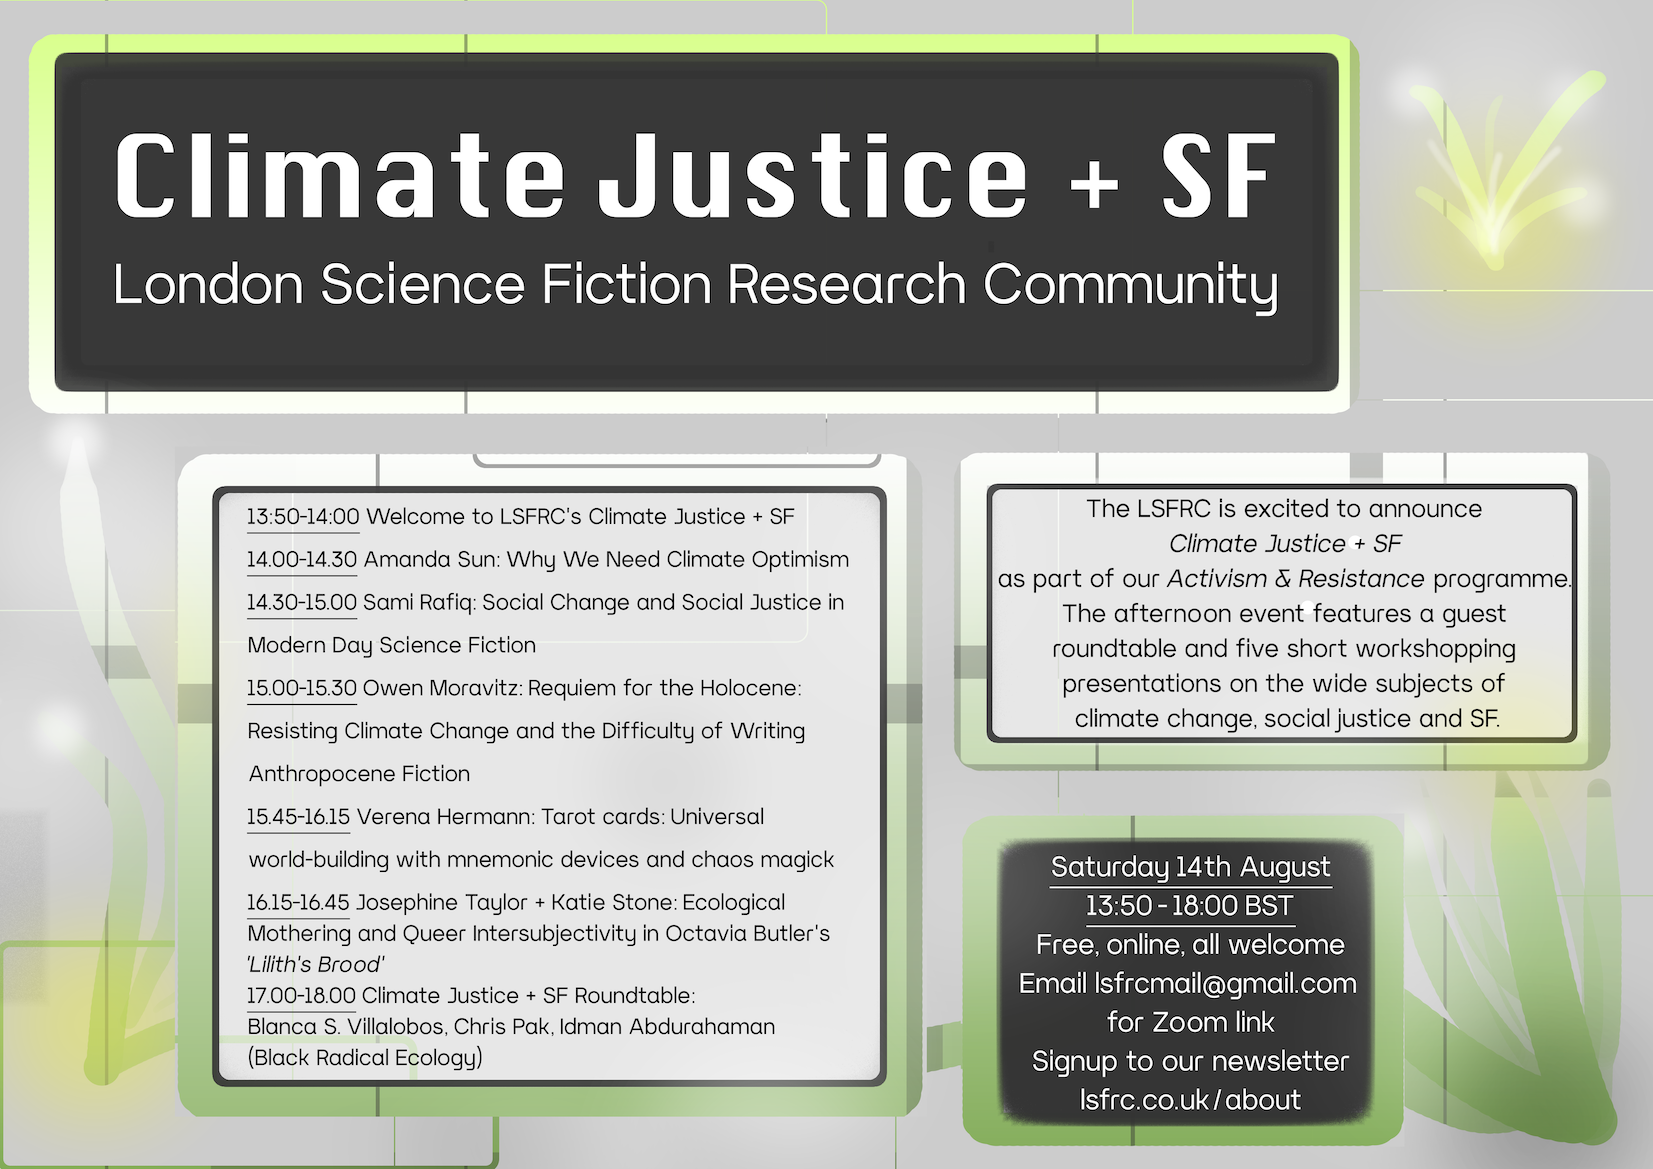 Climate Justice + SF
London Science Fiction Research Community
13:50-14:00 Welcome to LSFRC's Climate Justice + SF
14.00-14.30 Amanda Sun: Why We Need Climate Optimism
14.30-15.00 Sami Rafiq: Social Change and Social Justice in
Modern Day Science Fiction
15.00-15.30 Owen Moravitz: Requiem for the Holocene:
Resisting Climate Change and the Difficulty of Writing
Anthropocene Fiction
15.45-16.15 Verena Hermann: Tarot cards: Universal
world-building with mnemonic devices and chaos magick
16.15-16.45 Josephine Taylor + Katie Stone: Ecological
Mothering and Queer Intersubjectivity in Octavia Butler's
'Lilith's Brood'
17.00-18.00 Climate Justice + SF Roundtable:
Blanca S. Villalobos, Chris Pak, Idman Abdurahaman
(Black Radical Ecology)
The LSFRC is excited to announce
Climate Justice + SF
as part of our Activism & Resistance programme.
The afternoon event features a guest
roundtable and five short workshopping
presentations on the wide subjects of
climate change, social justice and SF.
Saturday 14th August
13:50 - 18:00 BST
Free, online, all welcome
Email lsfrcmail@gmail.com
for Zoom link
Signup to our newsletter
lsfrc.co.uk/about